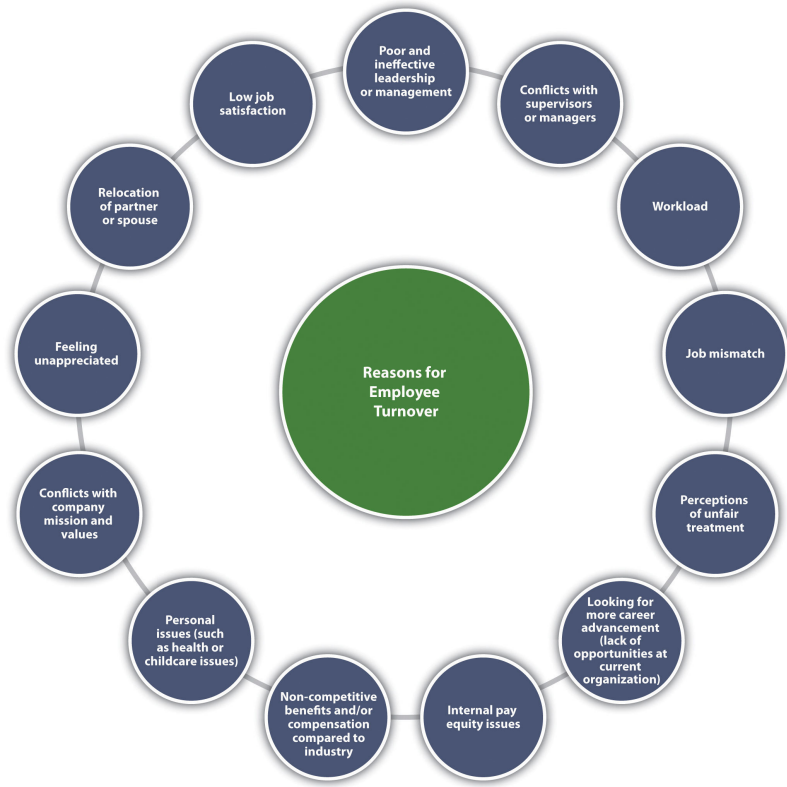 Poor and
ineffective
leadership
or management
Conflicts with
supervisors
or managers
Workload
Job mismatch
Perceptions
of unfair
treatment
Looking for
more career
advancement
(lack of
opportunities at
current
organization)
Internal pay
equity issues
Non-competitive
benefits and/or
compensation
compared to
industry
Personal
issues (such
as health or
childcare issues)
Conflicts with
company
mission and
values
Feeling
unappreciated
Relocation
of partner
or spouse
Low job
satisfaction
Reasons for
Employee
Turnover